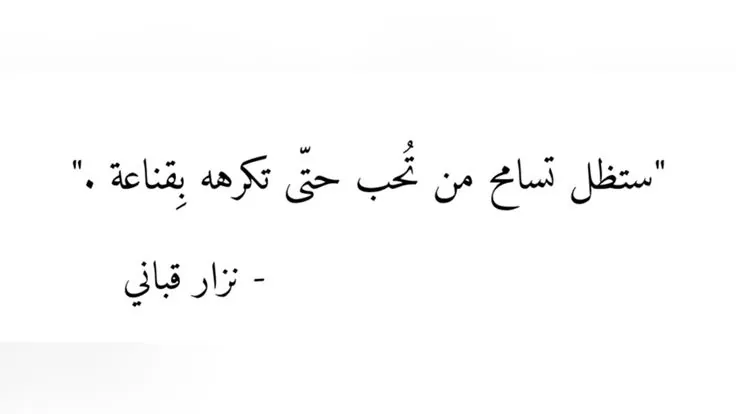 "ستظل تسامح من تُحب حتّى تكرهه بِقناعة ."
- نزار قباني